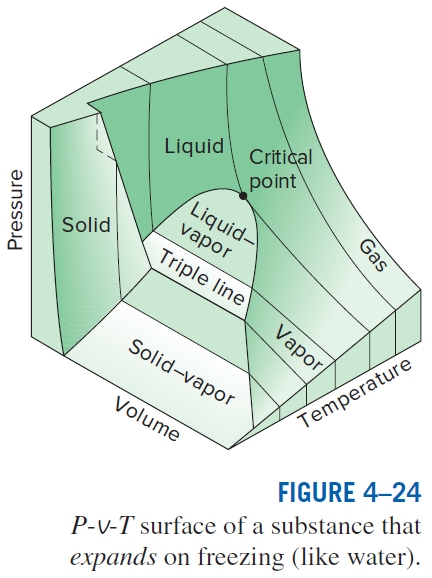 Liquid
Critical
point
Pressure
Solid
Liquid–
vapor
Gas
Triple line
Vapor
Solid–vapor
Volume
Temperature
FIGURE 4–24
P-υ-T surface of a substance that
expands on freezing (like water).